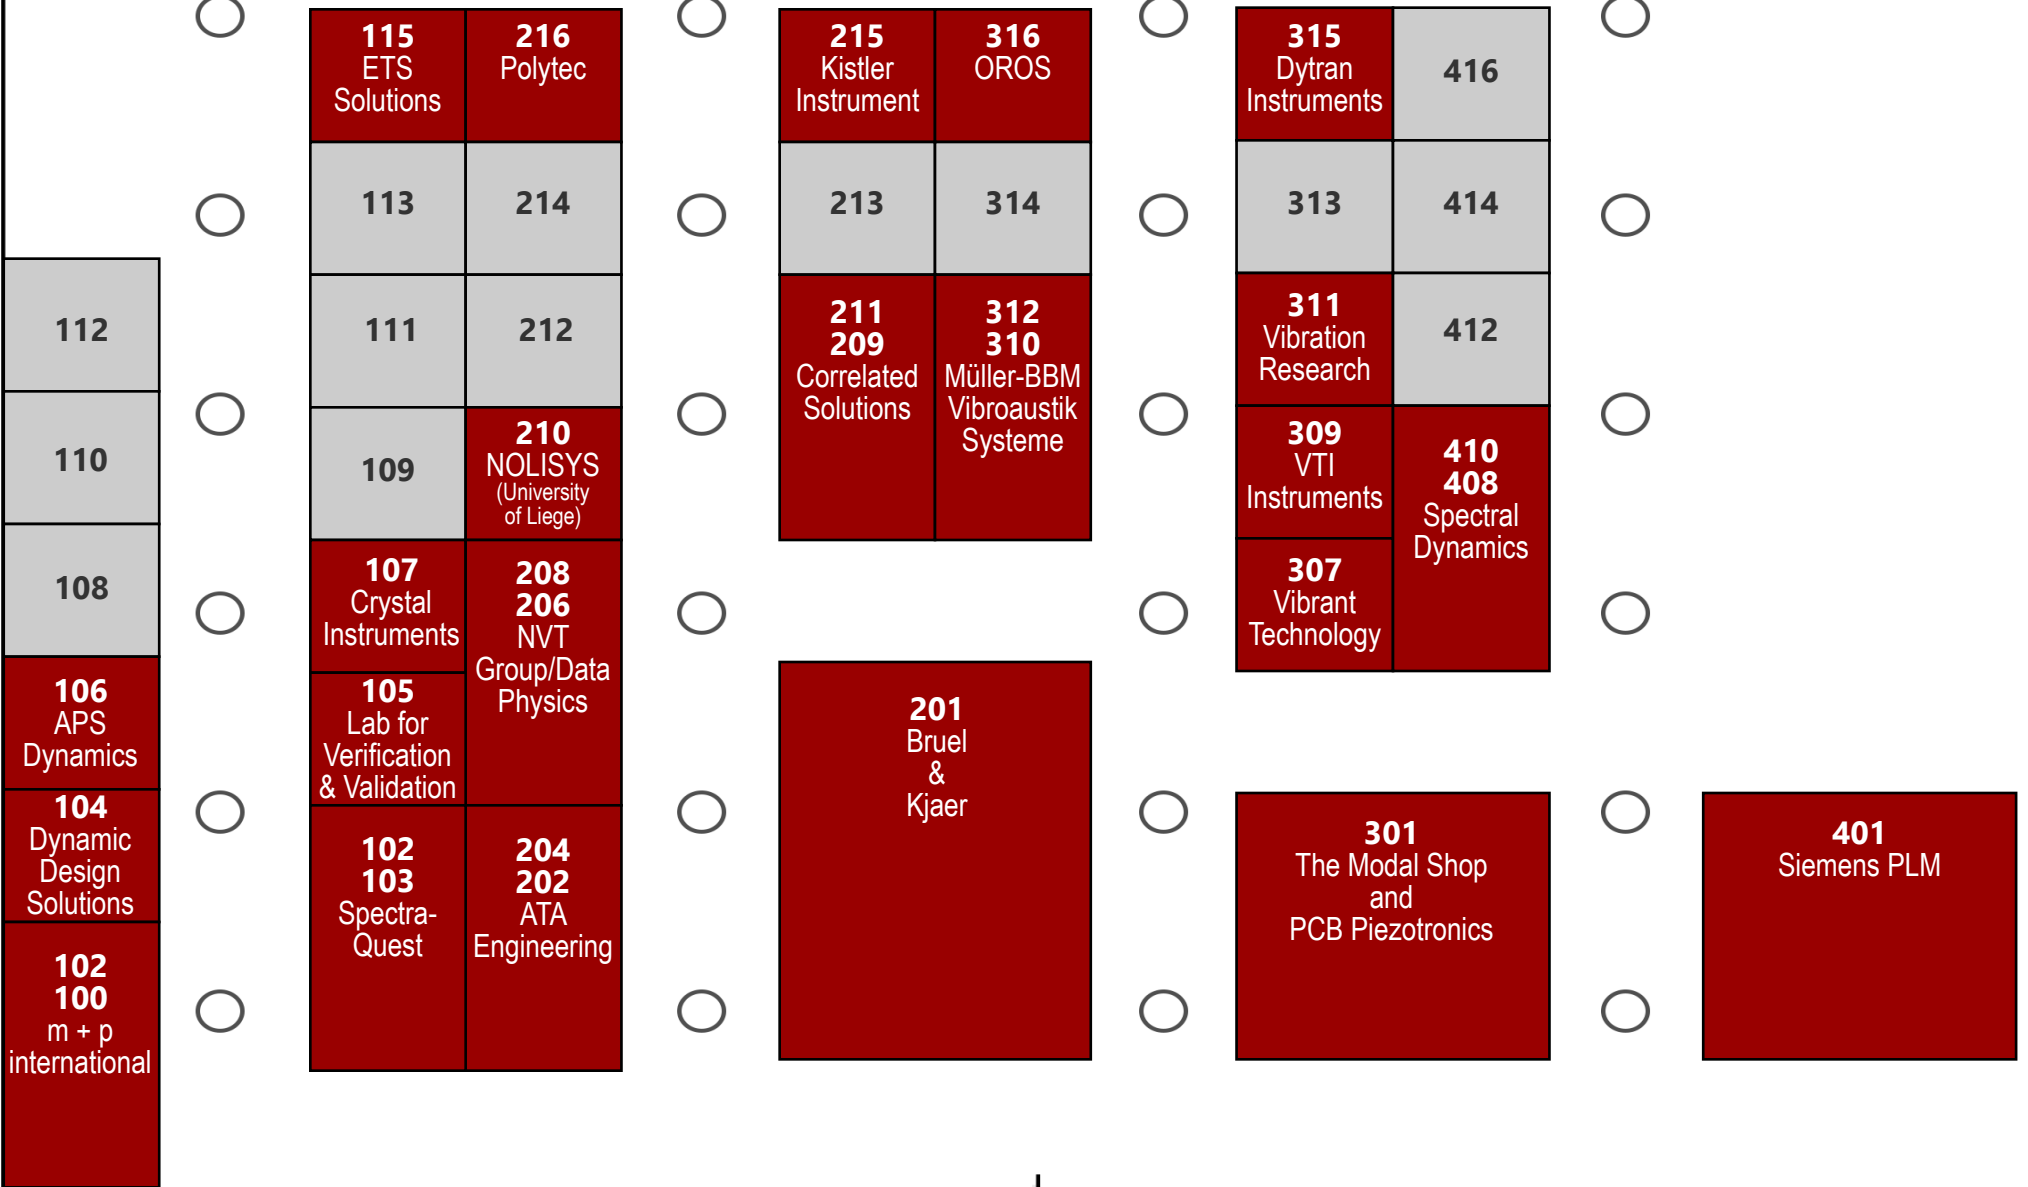 115
ETS
Solutions
216
Polytec
113
214
111
212
109
210
NOLISYS
(University
of Liege)
107
Crystal
Instruments
208
206
NVT
Group/Data
Physics
105
Lab for
Verification
& Validation
102
103
Spectra-
Quest
204
202
ATA
Engineering
112
110
108
106
APS
Dynamics
104
Dynamic
Design
Solutions
102
100
m + p
international
215
Kistler
Instrument
316
OROS
213
314
211
209
Correlated
Solutions
312
310
Müller-BBM
Vibroaustik
Systeme
201
Bruel
&
Kjaer
315
Dytran
Instruments
416
313
414
311
Vibration
Research
412
309
VTI
Instruments
410
408
Spectral
Dynamics
307
Vibrant
Technology
301
The Modal Shop
and
PCB Piezotronics
401
Siemens PLM